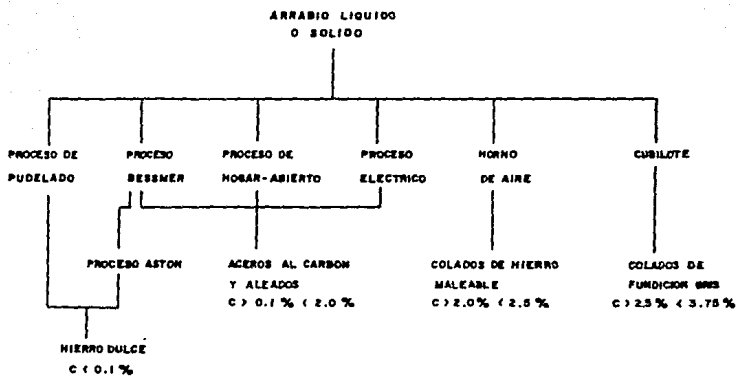 ARRABIO LIQUIDO
O SOLIDO
PROCESO DE
PUDELADO
PROCESO
BESSMER
PROCESO DE
HOGAR-ABIERTO
PROCESO
ELECTRICO
HORNO
DE AIRE
CUBILOTE
PROCESO ASTON
ACEROS AL CARBON
Y ALEADOS
C > 0.1 % < 2.0 %
COLADOS DE HIERRO
MALEABLE
C > 2.0 % < 2.5 %
COLADOS DE
FUNDICION GRIS
C > 2.5 % < 3.75 %
HIERRO DULCE
C < 0.1 %